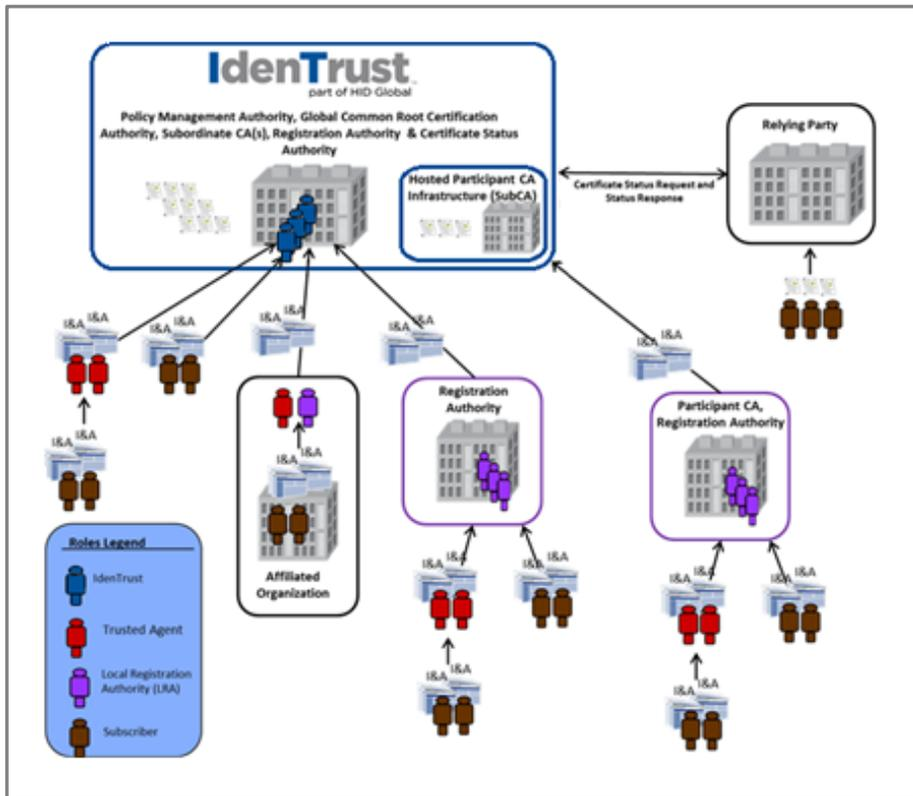 IdenTrust
part of HID Global
Policy Management Authority, Global Common Root Certification
Authority, Subordinate CA(s), Registration Authority & Certificate Status
Authority
Hosted Participant CA
Infrastructure (SubCA)
Relying Party
Certificate Status Request and
Status Response
I&A
I&A
I&A
I&A
I&A
I&A
I&A
I&A
I&A
I&A
Registration
Authority
Participant CA,
Registration Authority
I&A
I&A
I&A
I&A
Affiliated
Organization
I&A
I&A
I&A
I&A
I&A
I&A
I&A
I&A
I&A
I&A
I&A
I&A
Roles Legend
IdenTrust
Trusted Agent
Local Registration
Authority (LRA)
Subscriber